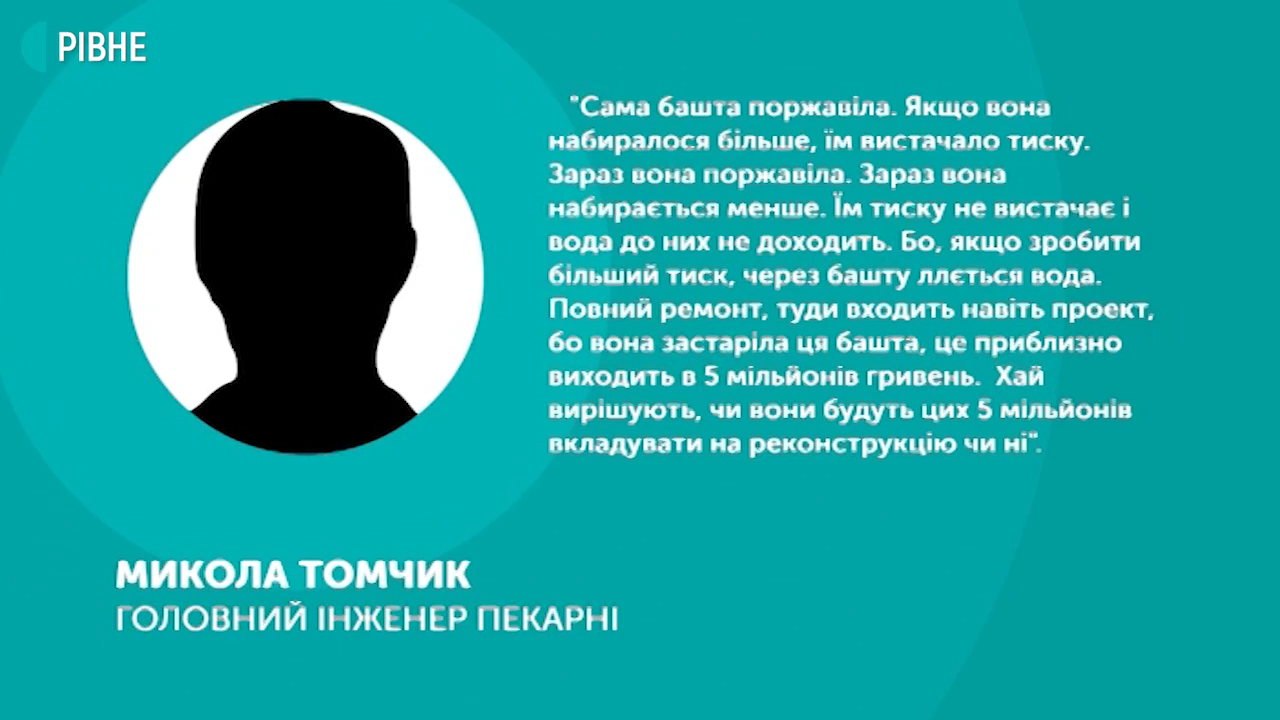 РІВНЕ
"Сама башта поржавіла. Якщо вона
набиралося більше, їм вистачало тиску.
Зараз вона поржавіла. Зараз вона
набирається менше. Їм тиску не вистачає і
вода до них не доходить. Бо, якщо зробити
більший тиск, через башту ллється вода.
Повний ремонт, туди входить навіть проект,
бо вона застаріла ця башта, це приблизно
виходить в 5 мільйонів гривень. Хай
вирішують, чи вони будуть цих 5 мільйонів
вкладувати на реконструкцію чи ні".
МИКОЛА ТОМЧИК
ГОЛОВНИЙ ІНЖЕНЕР ПЕКАРНІ